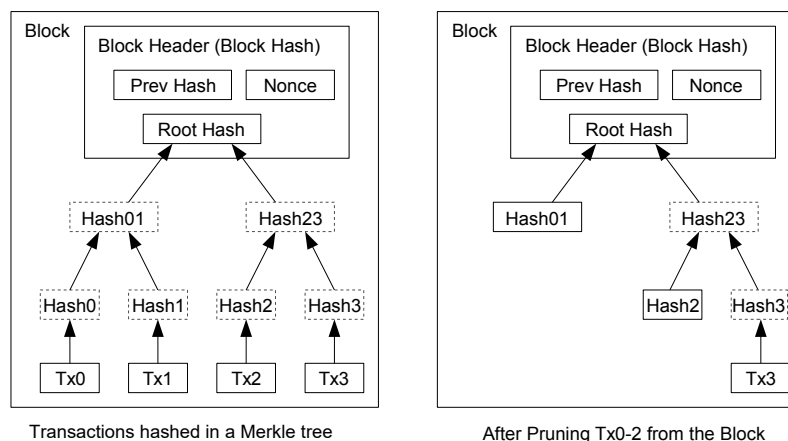 Block
Block Header (Block Hash)
Prev Hash
Nonce
Root Hash
Hash01
Hash23
Hash0
Hash1
Hash2
Hash3
Tx0
Tx1
Tx2
Tx3
Transactions hashed in a Merkle tree
Block
Block Header (Block Hash)
Prev Hash
Nonce
Root Hash
Hash01
Hash23
Hash2
Hash3
Tx3
After Pruning Tx0-2 from the Block